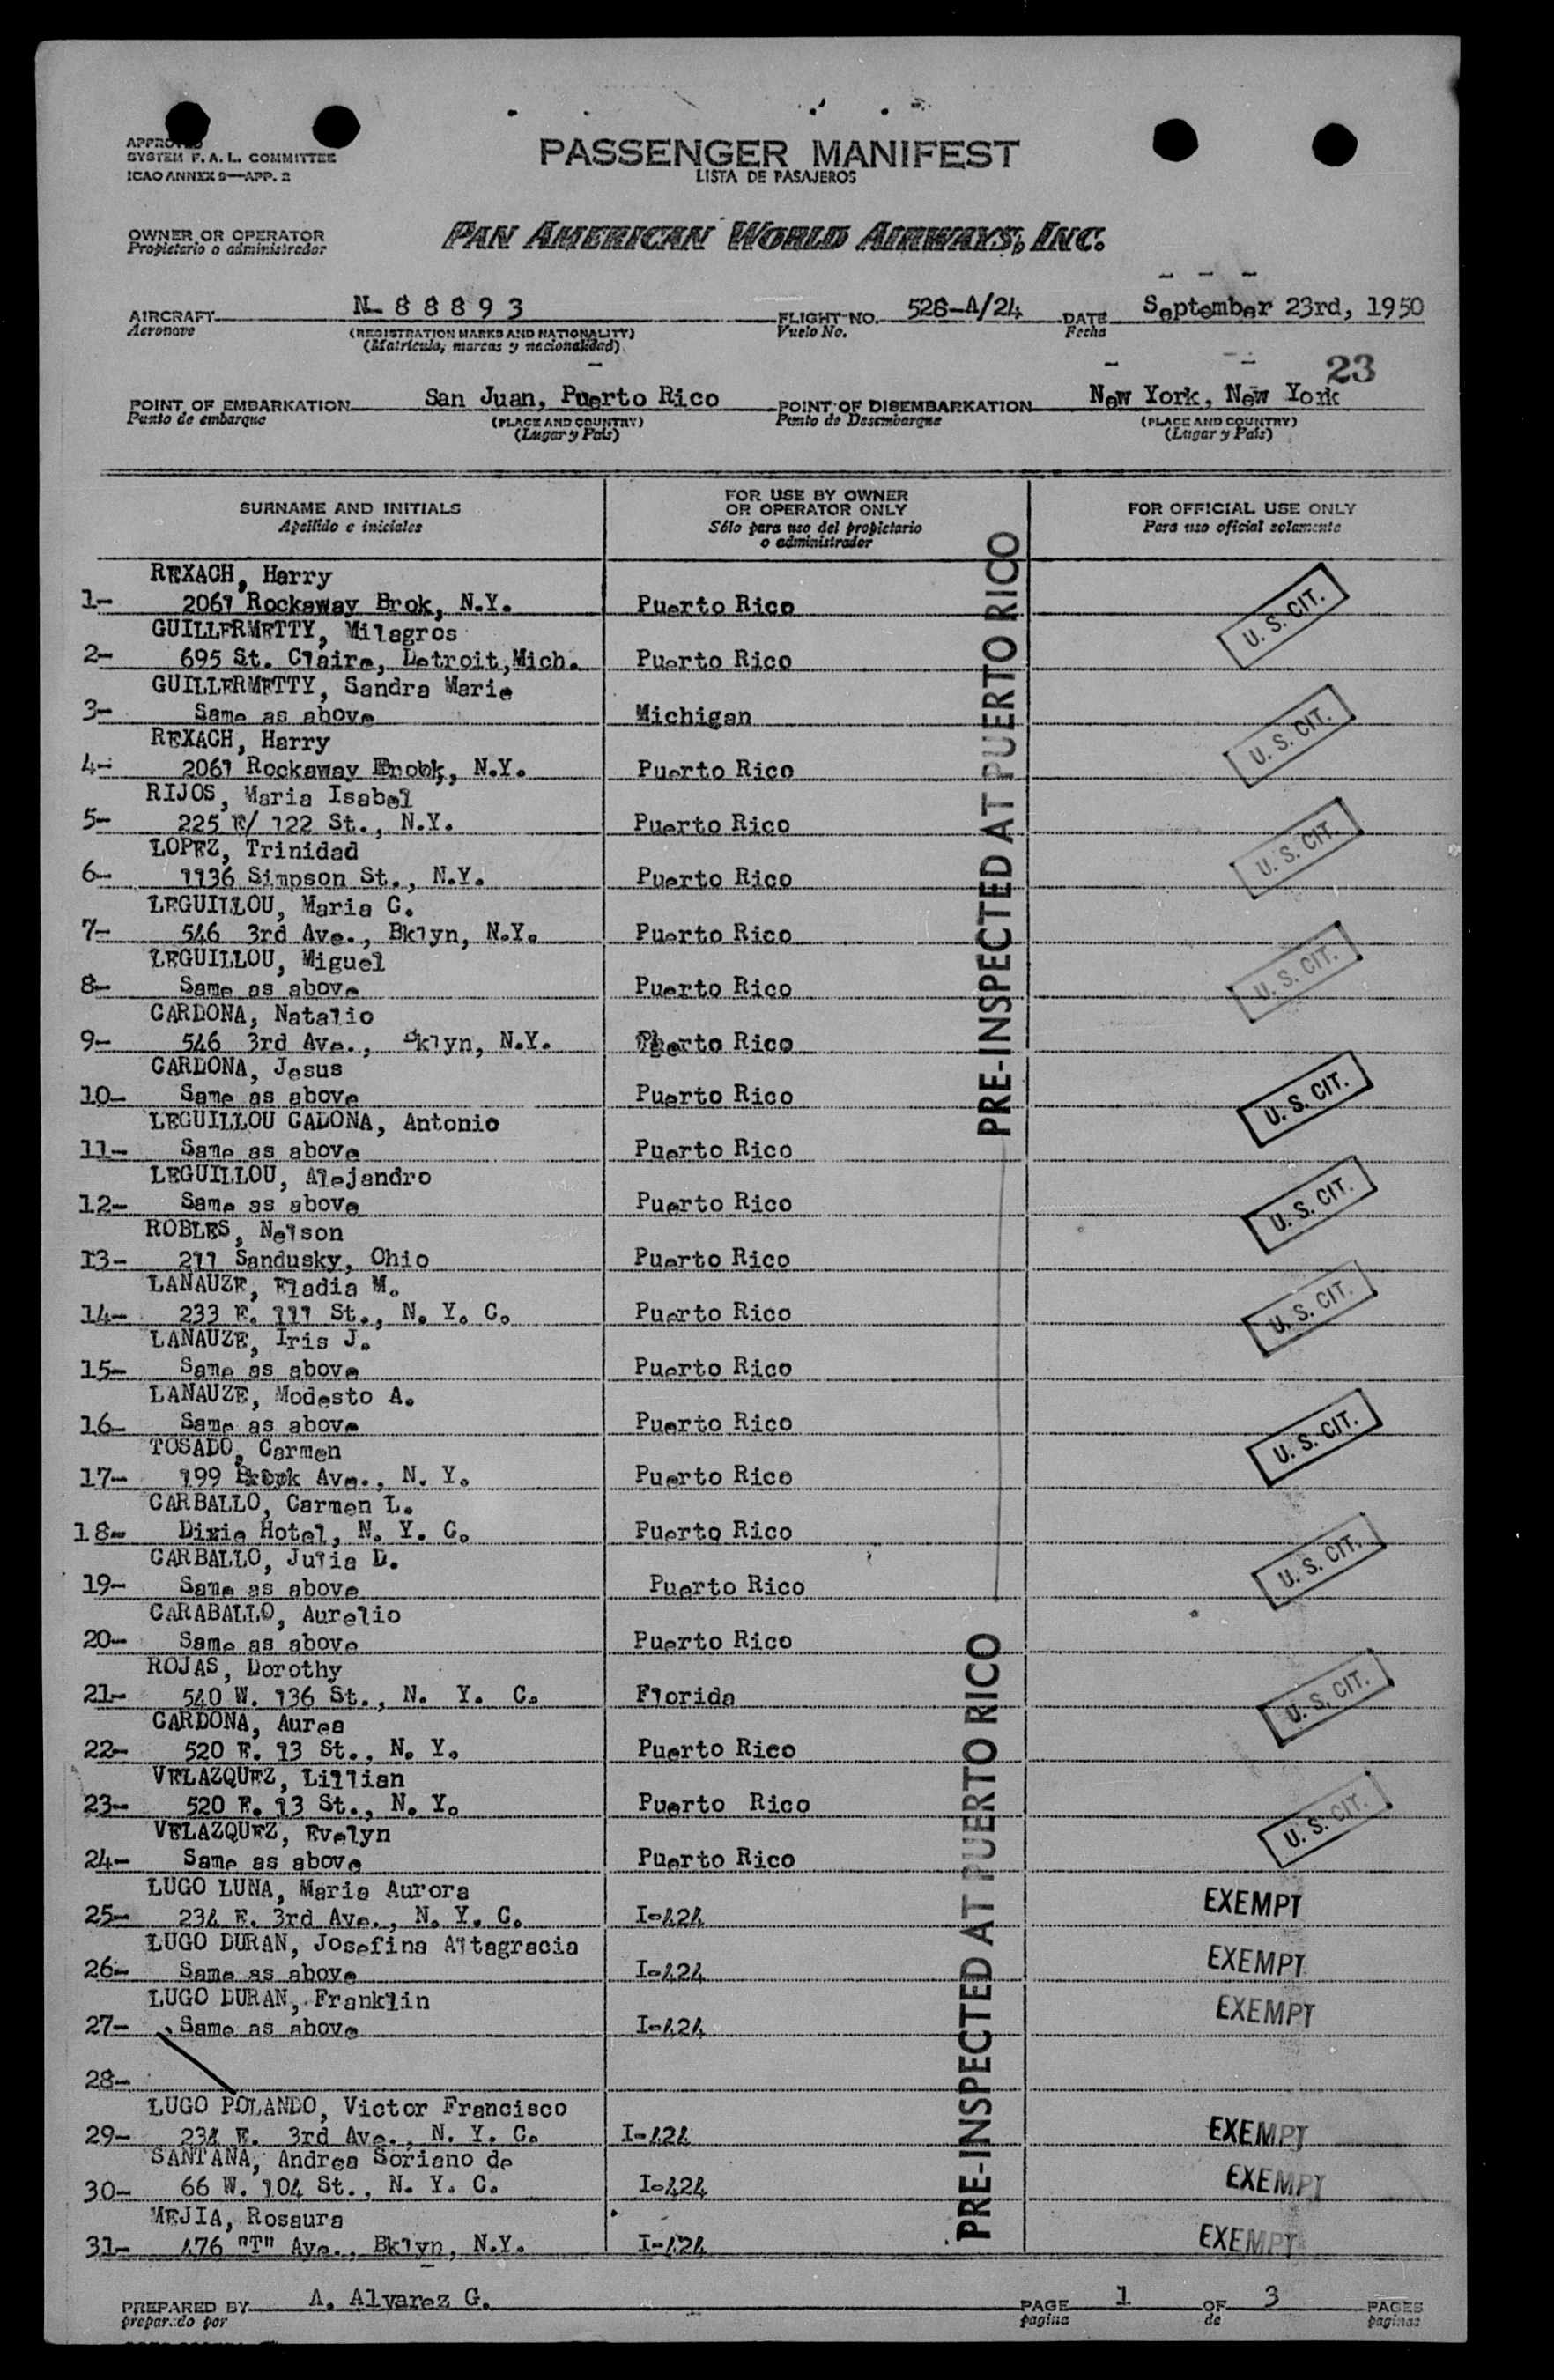 APPROVED
SYSTEM F. A. L. COMMITTEE
ICAO ANNEX 9—APP. 2
PASSENGER MANIFEST
LISTA DE PASAJEROS
OWNER OR OPERATOR
Propietario o administrador
PAN AMERICAN WORLD AIRWAYS, INC.
AIRCRAFT N-88893 FLIGHT NO. 528-A/24 DATE September 23rd, 1950
Aeronave (REGISTRATION MARKS AND NATIONALITY) Vuelo No. Fecha
(Matricula, marcas y nacionalidad)
23
POINT OF EMBARKATION San Juan, Puerto Rico POINT OF DISEMBARKATION New York, New York
Punto de embarque (PLACE AND COUNTRY) Punto de Desembarque (PLACE AND COUNTRY)
(Lugar y País) (Lugar y País)
SURNAME AND INITIALS
Apellido e iniciales
FOR USE BY OWNER
OR OPERATOR ONLY
Sólo para uso del propietario
o administrador
FOR OFFICIAL USE ONLY
Para uso oficial solamente
REXACH, Harry
1- 2061 Rockaway Brok, N.Y. Puerto Rico U. S. CIT.
GUILLERMETTY, Milagros
2- 695 St. Claire, Detroit,Mich. Puerto Rico
GUILLERMETTY, Sandra Marie
3- Same as above Michigan U. S. CIT.
REXACH, Harry
4- 2061 Rockaway N.Y. Puerto Rico
RIJOS, Maria Isabel
5- 225 E/ 122 St., N.Y. Puerto Rico U. S. CIT.
LOPEZ, Trinidad
6- 1136 Simpson St., N.Y. Puerto Rico
LEGUILLOU, Maria C.
7- 546 3rd Ave., Bklyn, N.Y. Puerto Rico
LEGUILLOU, Miguel
8- Same as above Puerto Rico U. S. CIT.
CARDONA, Natalio
9- 546 3rd Ave., Bklyn, N.Y. Puerto Rico
CARDONA, Jesus
10- Same as above Puerto Rico U. S. CIT.
LEGUILLOU CADONA, Antonio
11- Same as above Puerto Rico
LEGUILLOU, Alejandro
12- Same as above Puerto Rico U. S. CIT.
ROBLES, Nelson
13- 211 Sandusky, Ohio Puerto Rico
LANAUZE, Eladia M.
14- 233 E. 111 St., N. Y. C. Puerto Rico U. S. CIT.
LANAUZE, Iris J.
15- Same as above Puerto Rico
LANAUZE, Modesto A.
16- Same as above Puerto Rico U. S. CIT.
TOSADO, Carmen
17- 199 Ave., N. Y. Puerto Rico
CARBALLO, Carmen L.
18- Dixie Hotel, N. Y. C. Puerto Rico
CARBALLO, Julia D.
19- Same as above Puerto Rico U. S. CIT.
CARABALLO, Aurelio
20- Same as above Puerto Rico
ROJAS, Dorothy
21- 540 W. 136 St., N. Y. C. Florida U. S. CIT.
CARDONA, Aurea
22- 520 E. 13 St., N. Y. Puerto Rico
VELAZQUEZ, Lillian
23- 520 E. 13 St., N. Y. Puerto Rico U. S. CIT.
VELAZQUEZ, Evelyn
24- Same as above Puerto Rico
LUGO LUNA, Maria Aurora
25- 234 E. 3rd Ave., N. Y. C. I-424 EXEMPT
LUGO DURAN, Josefina Altagracia
26- Same as above I-424 EXEMPT
LUGO DURAN, Franklin
27- Same as above I-424 EXEMPT
28-
LUGO POLANDO, Victor Francisco
29- 234 E. 3rd Ave., N. Y. C. I-424 EXEMPT
SANTANA, Andrea Soriano de
30- 66 W. 104 St., N. Y. C. I-424 EXEMPT
MEJIA, Rosaura
31- 476 "T" Ave., Bklyn, N.Y. I-424 EXEMPT
PRE-INSPECTED AT PUERTO RICO
PRE-INSPECTED AT PUERTO RICO
PREPARED BY A. Alvarez G. PAGE 1 OF 3 PAGES
preparado por pagina de paginas